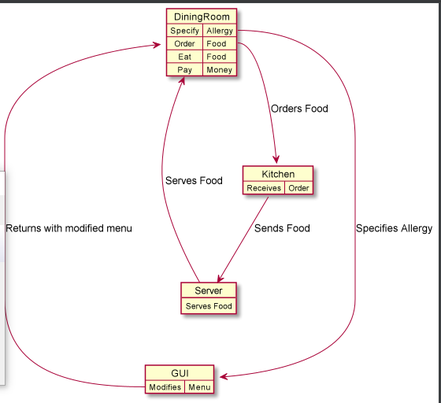 DiningRoom
Specify Allergy
Order Food
Eat Food
Pay Money
Orders Food
Kitchen
Receives Order
Serves Food
Returns with modified menu
Sends Food
Specifies Allergy
Server
Serves Food
GUI
Modifies Menu